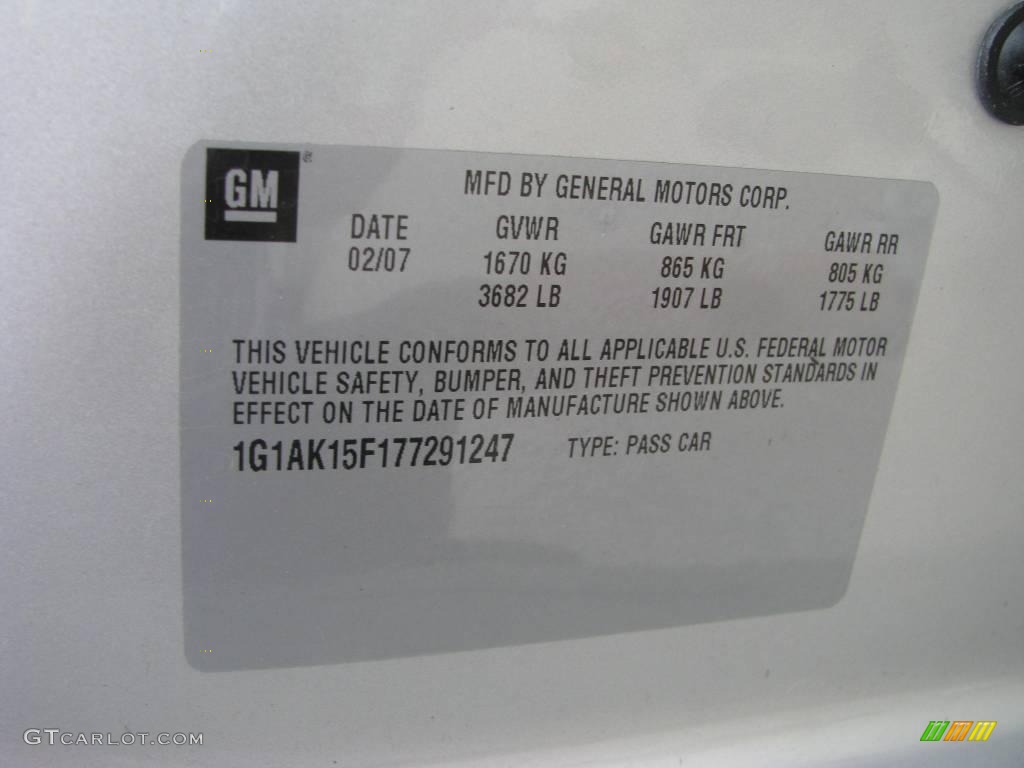 GM
MFD BY GENERAL MOTORS CORP.
DATE GVWR GAWR FRT GAWR RR
02/07 1670 KG 865 KG 805 KG
3682 LB 1907 LB 1775 LB
THIS VEHICLE CONFORMS TO ALL APPLICABLE U.S. FEDERAL MOTOR
VEHICLE SAFETY, BUMPER, AND THEFT PREVENTION STANDARDS IN
EFFECT ON THE DATE OF MANUFACTURE SHOWN ABOVE.
1G1AK15F177291247 TYPE: PASS CAR
GTCARLOT.COM